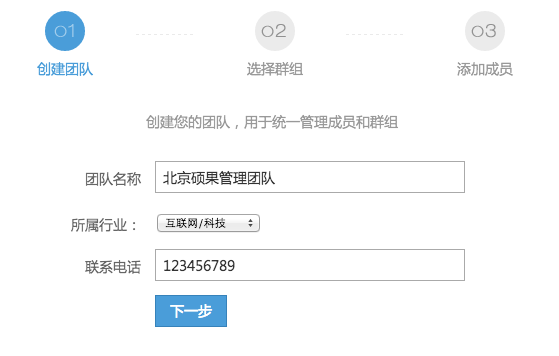 01 02 03
创建团队 选择群组 添加成员
创建您的团队，用于统一管理成员和群组
团队名称 北京硕果管理团队
所属行业： 互联网/科技
联系电话 123456789
下一步